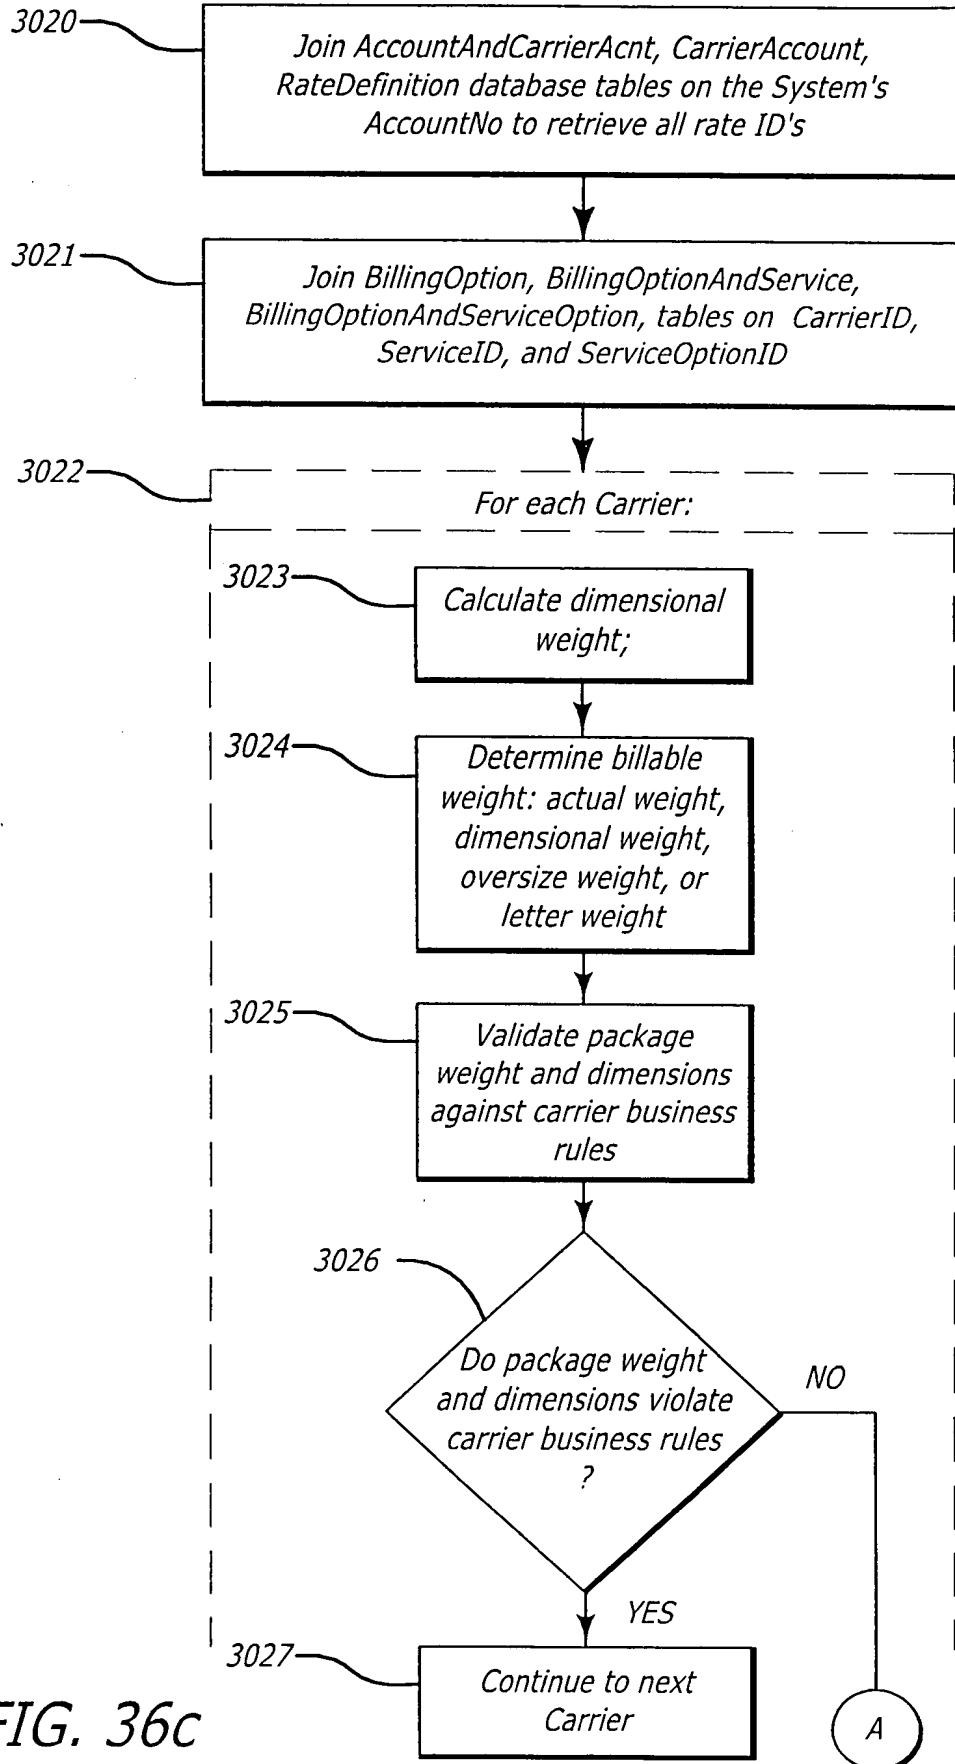 3020
Join AccountAndCarrierAcnt, CarrierAccount,
RateDefinition database tables on the System's
AccountNo to retrieve all rate ID's
3021
Join BillingOption, BillingOptionAndService,
BillingOptionAndServiceOption, tables on CarrierID,
ServiceID, and ServiceOptionID
3022
For each Carrier:
3023
Calculate dimensional
weight;
3024
Determine billable
weight: actual weight,
dimensional weight,
oversize weight, or
letter weight
3025
Validate package
weight and dimensions
against carrier business
rules
3026
Do package weight
and dimensions violate
carrier business rules
?
NO
YES
3027
Continue to next
Carrier
A
FIG. 36c